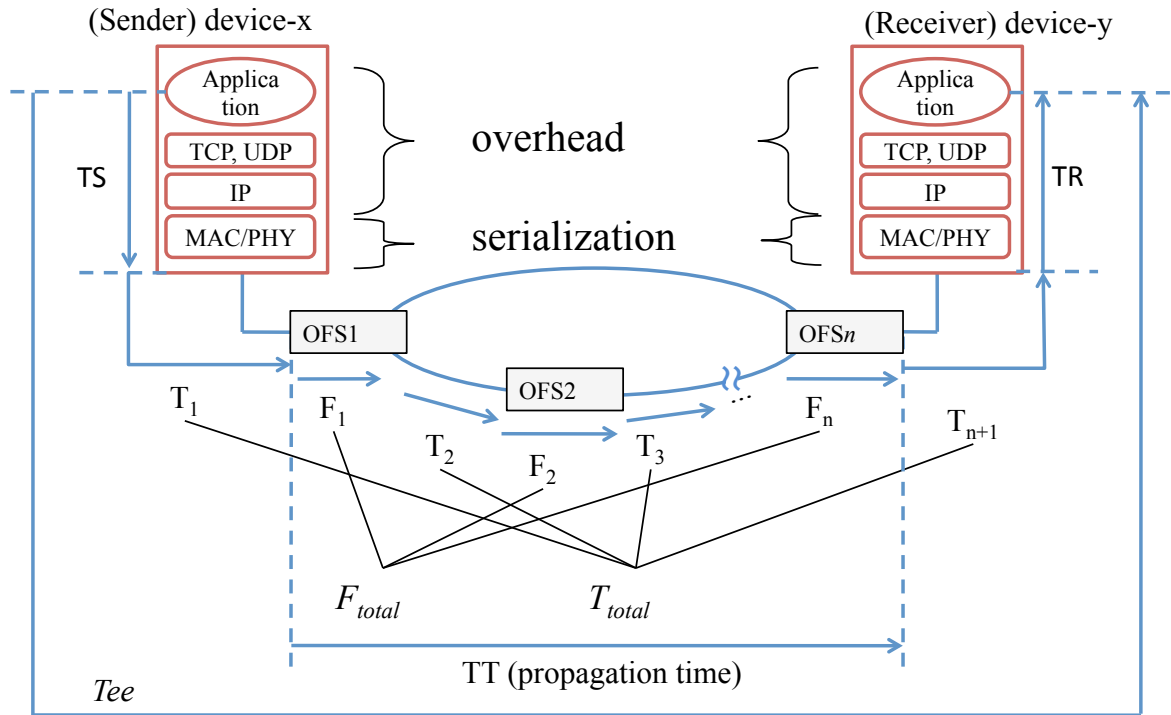 (Sender) device-x
(Receiver) device-y
Applica
tion
TCP, UDP
IP
MAC/PHY
TS
overhead
serialization
Applica
tion
TCP, UDP
IP
MAC/PHY
TR
OFS1
OFS2
OFSn
...
T1
F1
T2
F2
T3
Fn
Tn+1
Ftotal
Ttotal
TT (propagation time)
Tee